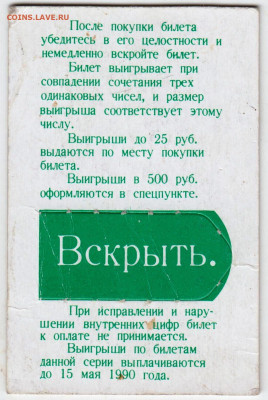 COINS.LAVE.RU
После покупки билета
убедитесь в его целостности и
немедленно вскройте билет.
Билет выигрывает при
совпадении сочетания трех
одинаковых чисел, и размер
выигрыша соответствует этому
числу.
Выигрыши до 25 руб.
выдаются по месту покупки
билета.
Выигрыши в 500 руб.
оформляются в спецпункте.
Вскрыть.
При исправлении и нару-
шении внутренних цифр билет
к оплате не принимается.
Выигрыши по билетам
данной серии выплачиваются
до 15 мая 1990 года.